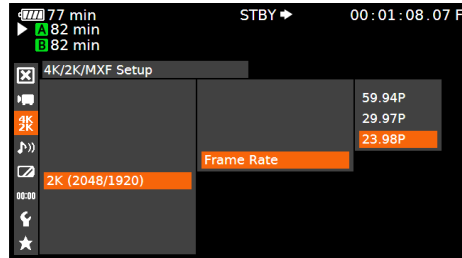 77 min STBY 00:01:08.07 F
A 82 min
B 82 min
4K/2K/MXF Setup
59.94P
4K
2K
29.97P
23.98P
Frame Rate
2K (2048/1920)
00:00